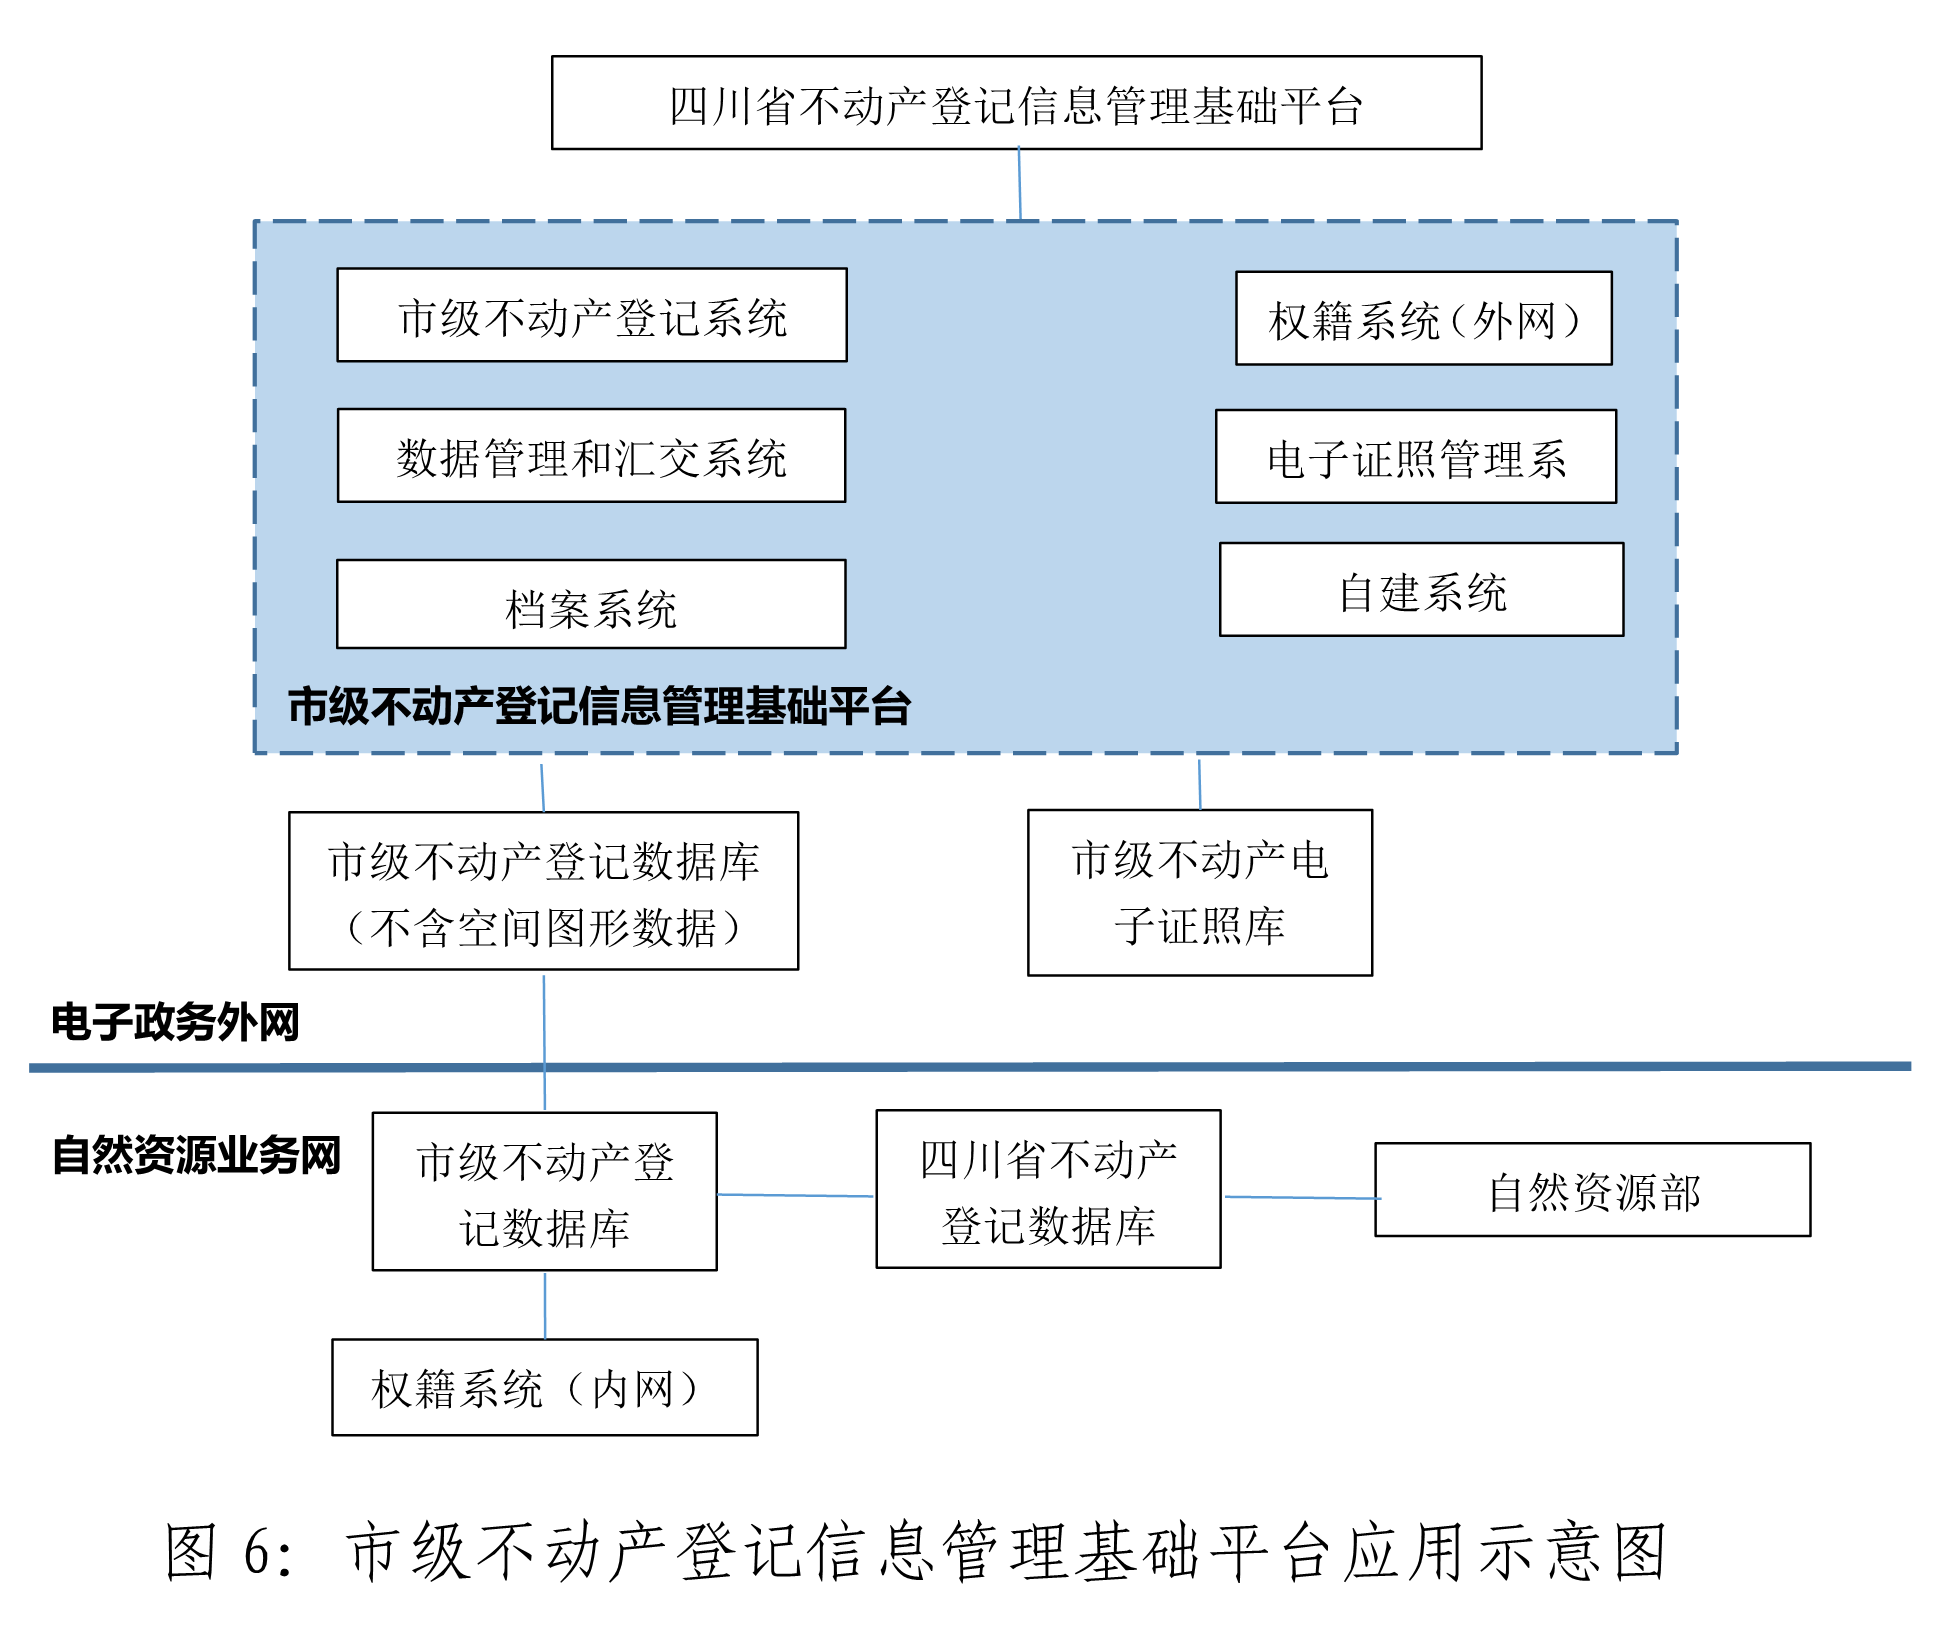 四川省不动产登记信息管理基础平台
市级不动产登记系统
权籍系统（外网）
数据管理和汇交系统
电子证照管理系
档案系统
自建系统
市级不动产登记信息管理基础平台
市级不动产登记数据库
（不含空间图形数据）
市级不动产电
子证照库
电子政务外网
自然资源业务网
市级不动产登
记数据库
四川省不动产
登记数据库
自然资源部
权籍系统（内网）
图 6：市级不动产登记信息管理基础平台应用示意图